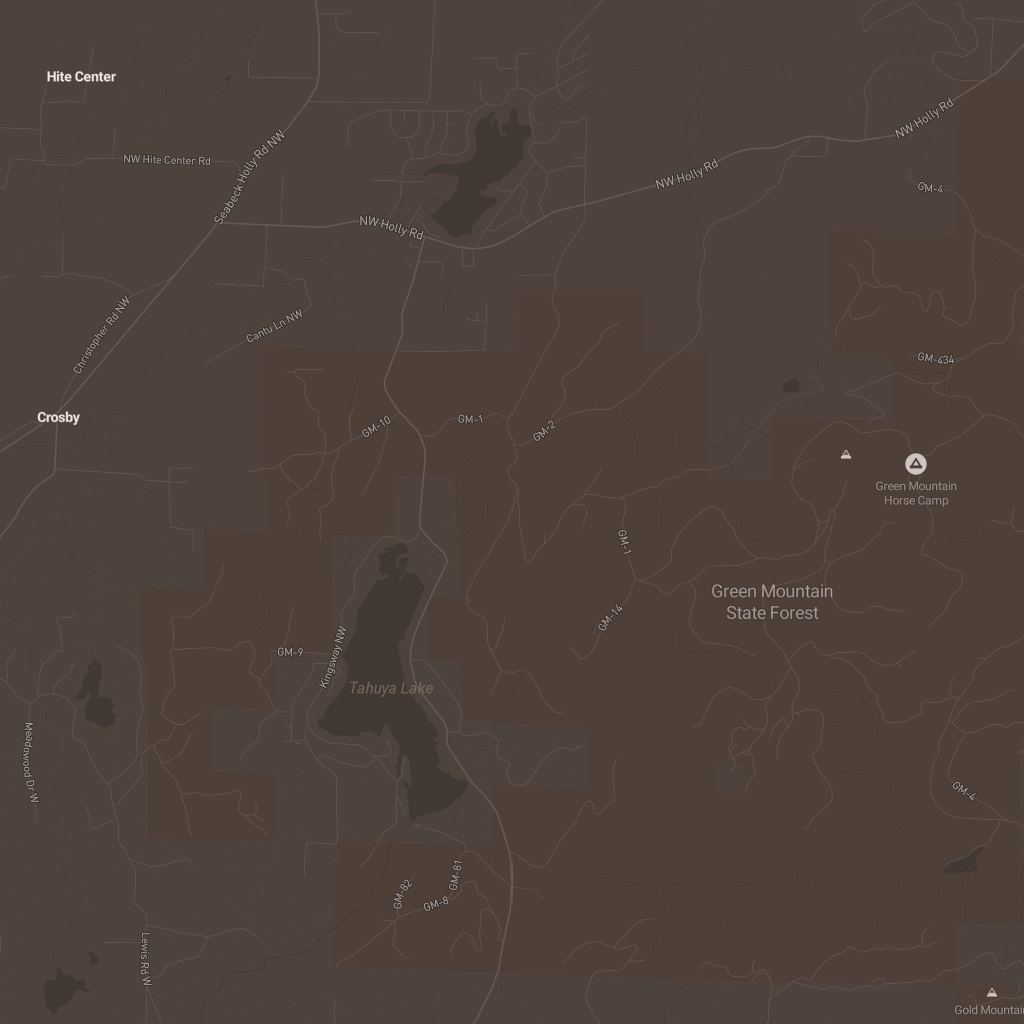 Hite Center
NW Hite Center Rd
Seabeck Holly Rd NW
NW Holly Rd
NW Holly Rd
NW Holly Rd
GM-4
Christopher Rd NW
Cantu Ln NW
GM-434
Crosby
GM-10
GM-1
GM-2
Green Mountain
Horse Camp
GM-1
Green Mountain
State Forest
GM-14
GM-9
Kingsway NW
Tahuya Lake
Meadowood Dr W
GM-4
GM-81
GM-82
GM-8
Lewis Rd W
Gold Mountai